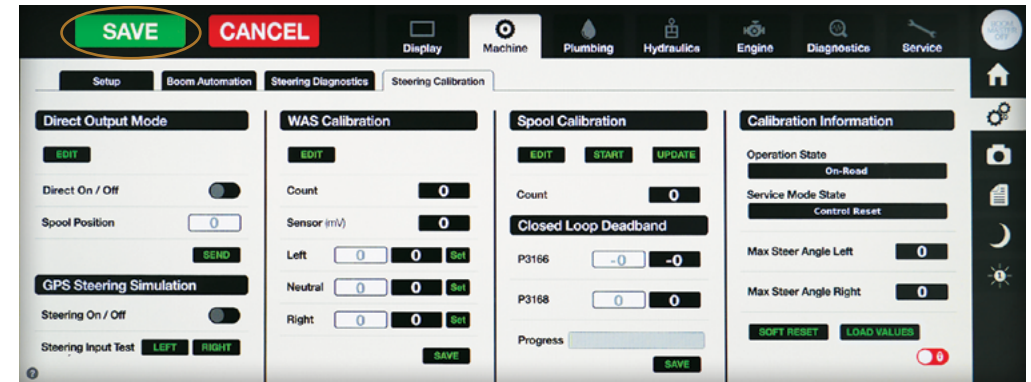 SAVE CANCEL Display Machine Plumbing Hydraulics Engine Diagnostics Service
BOOM MASTER OFF
Setup Boom Automation Steering Diagnostics Steering Calibration
Direct Output Mode
EDIT
Direct On / Off
Spool Position 0
SEND
GPS Steering Simulation
Steering On / Off
Steering Input Test LEFT RIGHT
WAS Calibration
EDIT
Count 0
Sensor (mV) 0
Left 0 0 Set
Neutral 0 0 Set
Right 0 0 Set
SAVE
Spool Calibration
EDIT START UPDATE
Count 0
Closed Loop Deadband
P3166 -0 -0
P3168 0 0
Progress
SAVE
Calibration Information
Operation State
On-Road
Service Mode State
Control Reset
Max Steer Angle Left 0
Max Steer Angle Right 0
SOFT RESET LOAD VALUES